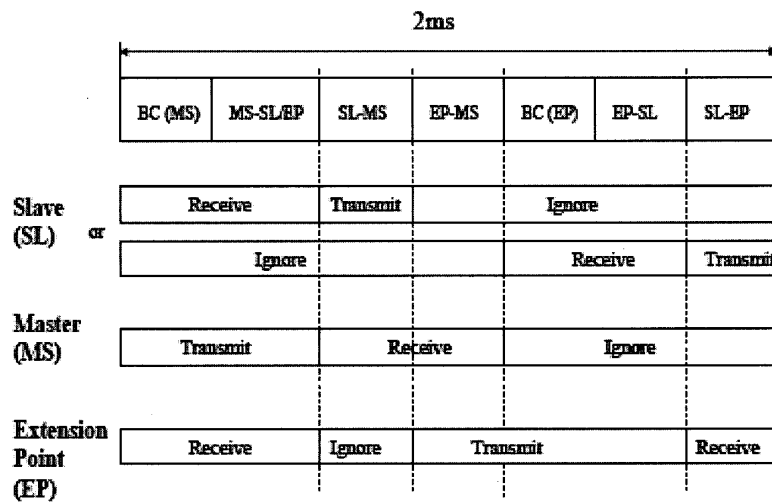 2ms
BC (MS) MS-SL/EP SL-MS EP-MS BC (EP) EP-SL SL-EP
Slave
(SL) or
Receive Transmit Ignore
Ignore Receive Transmit
Master
(MS)
Transmit Receive Ignore
Extension
Point
(EP)
Receive Ignore Transmit Receive